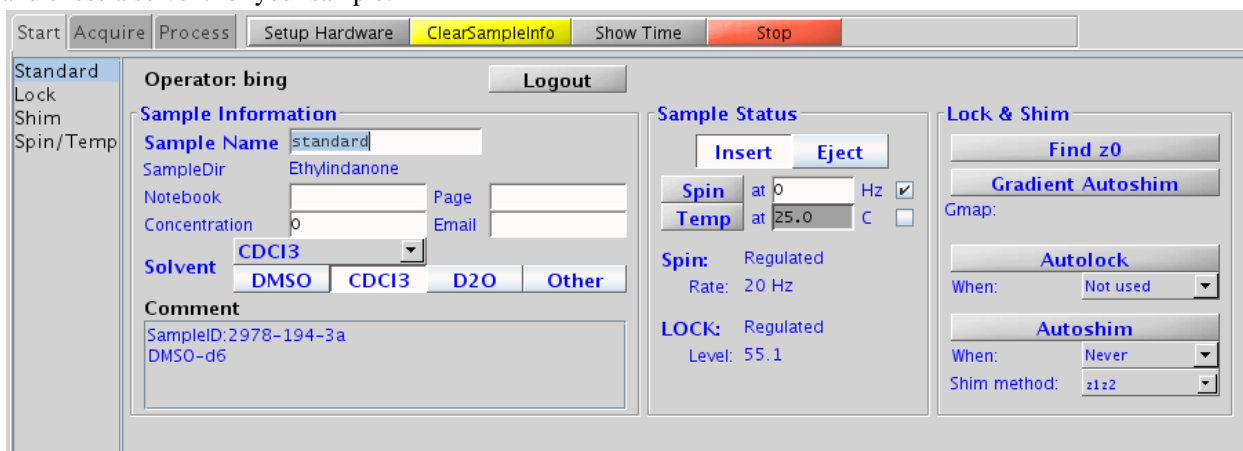 Start Acquire Process Setup Hardware ClearSampleInfo Show Time Stop
Standard
Lock
Shim
Spin/Temp
Operator: bing Logout
Sample Information
Sample Name standard
SampleDir Ethylindanone
Notebook Page
Concentration 0 Email
Solvent CDCl3
DMSO CDCl3 D2O Other
Comment
SampleID:2978-194-3a
DMSO-d6
Sample Status
Insert Eject
Spin at 0 Hz
Temp at 25.0 C
Spin: Regulated
Rate: 20 Hz
LOCK: Regulated
Level: 55.1
Lock & Shim
Find z0
Gradient Autoshim
Gmap:
Autolock
When: Not used
Autoshim
When: Never
Shim method: z1z2